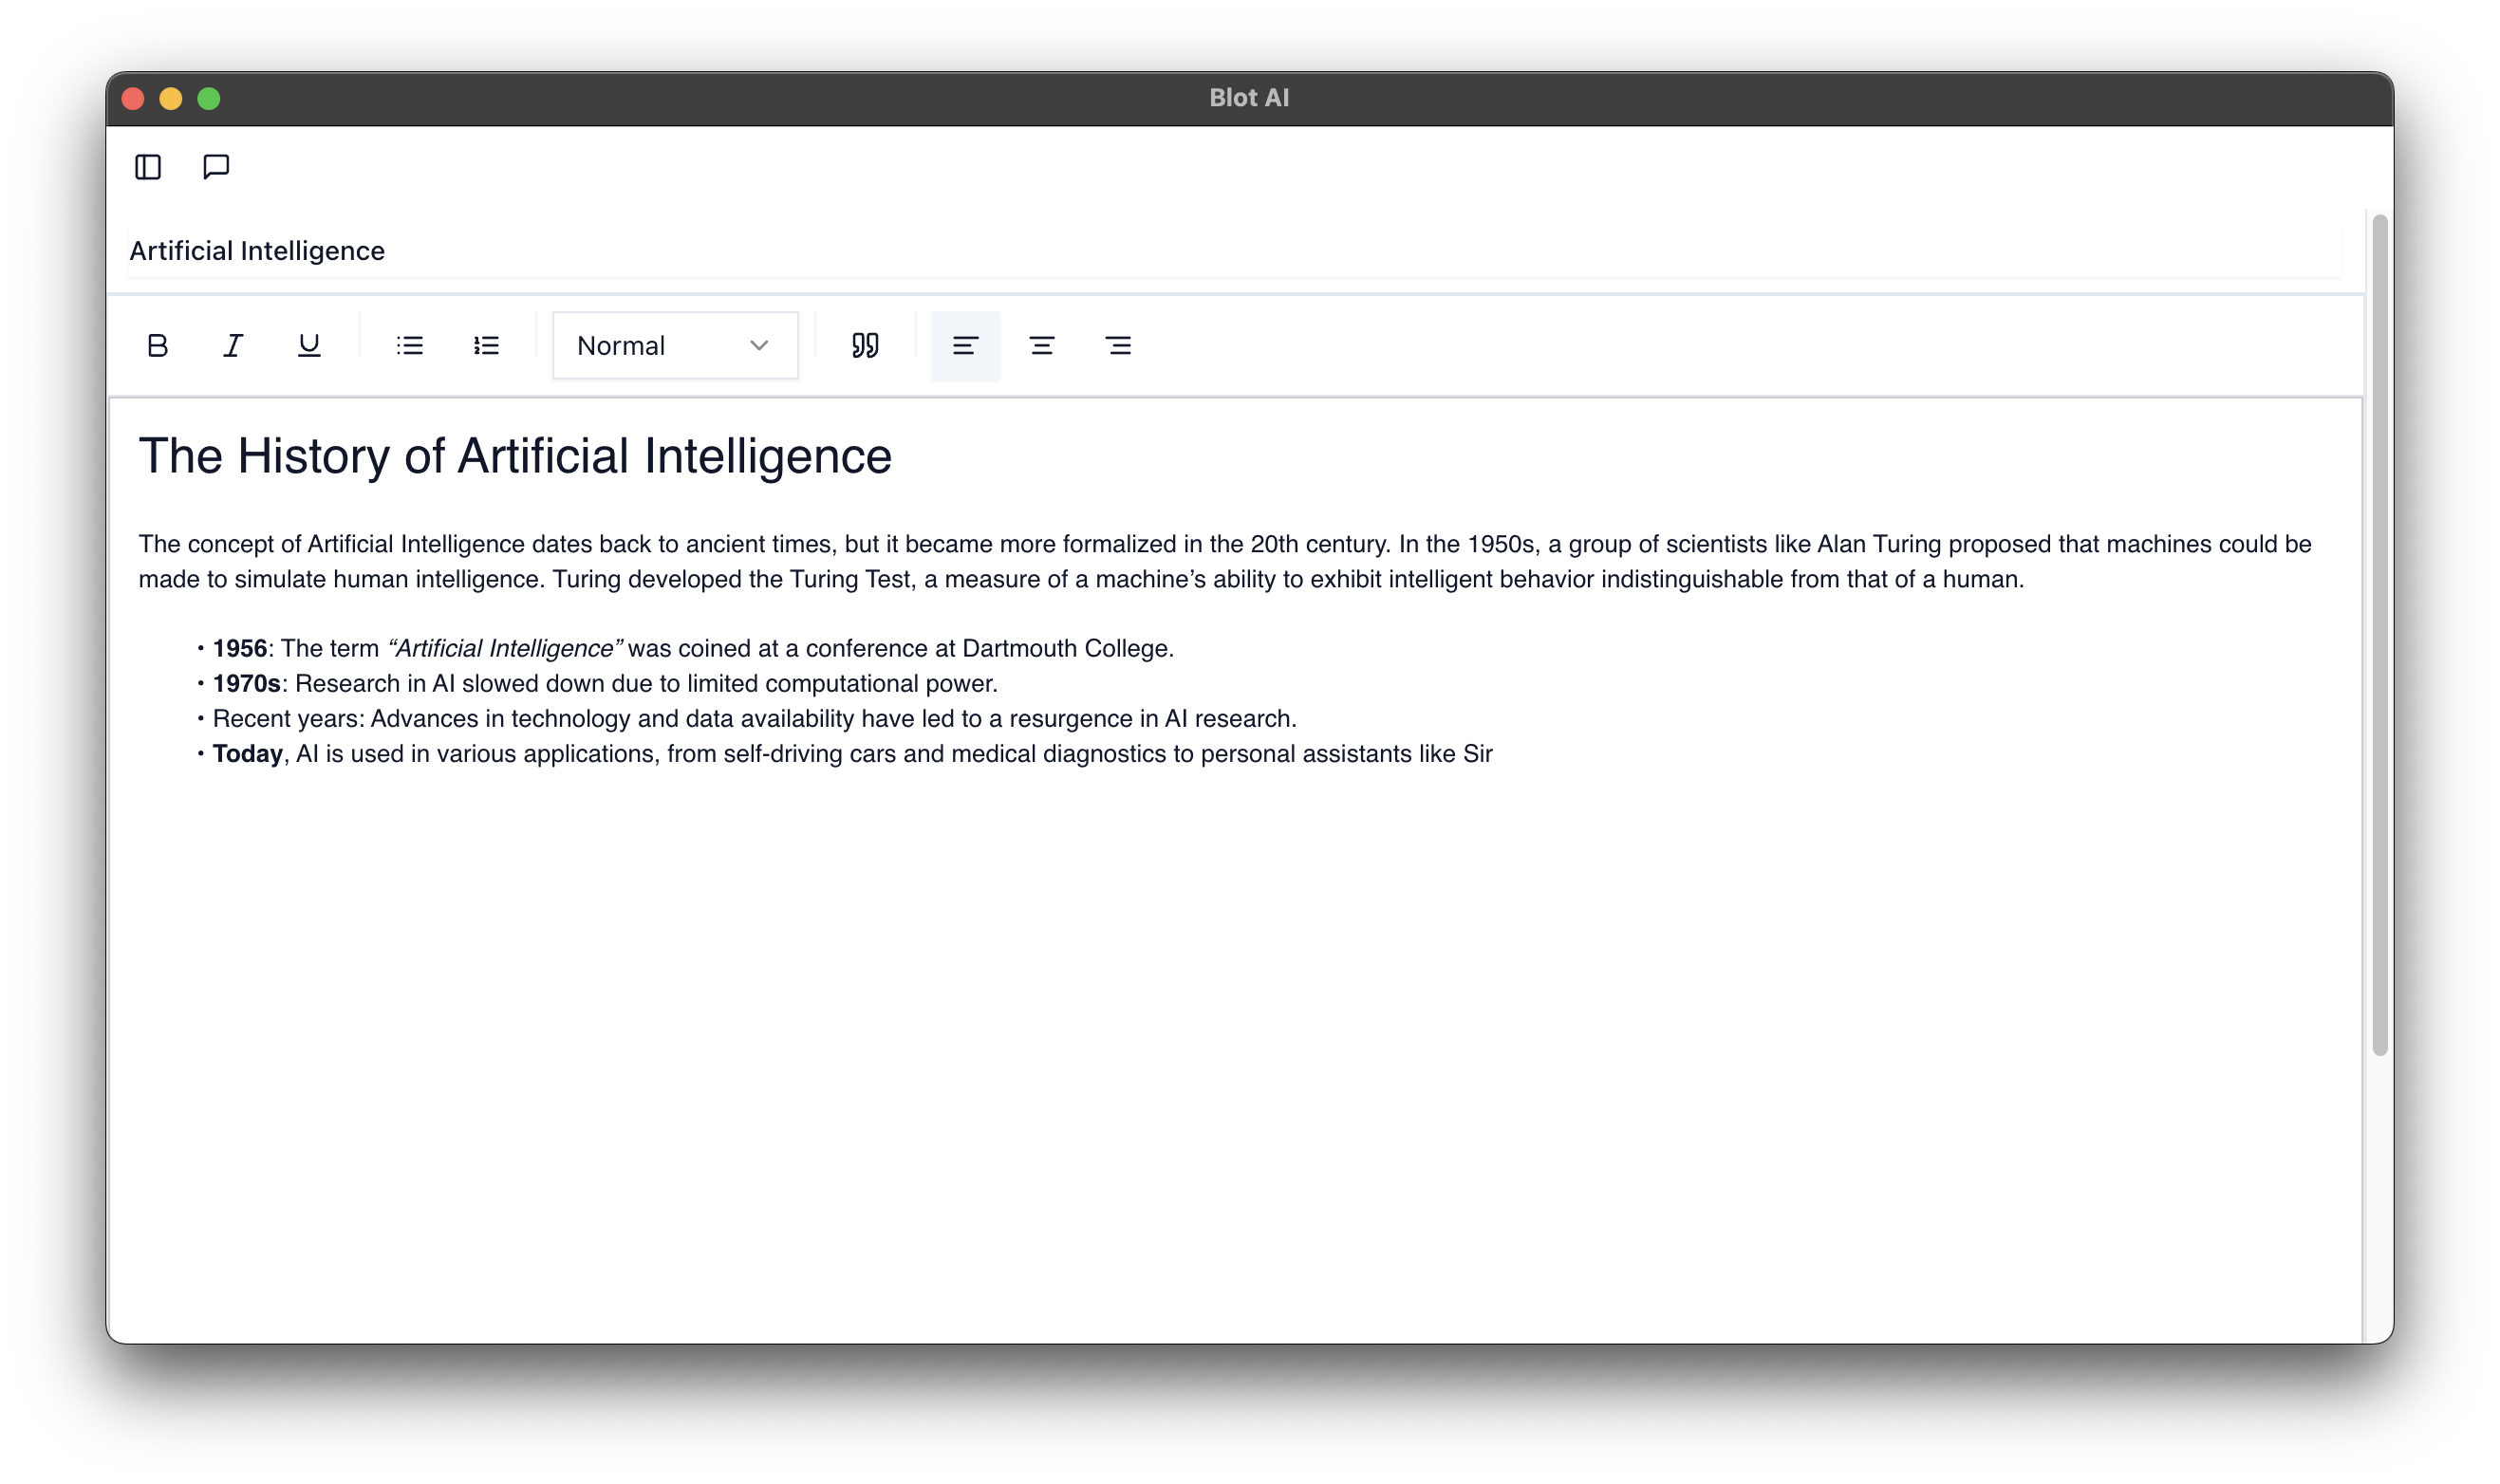 Blot AI
Artificial Intelligence
Normal
The History of Artificial Intelligence
The concept of Artificial Intelligence dates back to ancient times, but it became more formalized in the 20th century. In the 1950s, a group of scientists like Alan Turing proposed that machines could be
made to simulate human intelligence. Turing developed the Turing Test, a measure of a machine’s ability to exhibit intelligent behavior indistinguishable from that of a human.
• 1956: The term “Artificial Intelligence” was coined at a conference at Dartmouth College.
• 1970s: Research in AI slowed down due to limited computational power.
• Recent years: Advances in technology and data availability have led to a resurgence in AI research.
• Today, AI is used in various applications, from self-driving cars and medical diagnostics to personal assistants like Sir